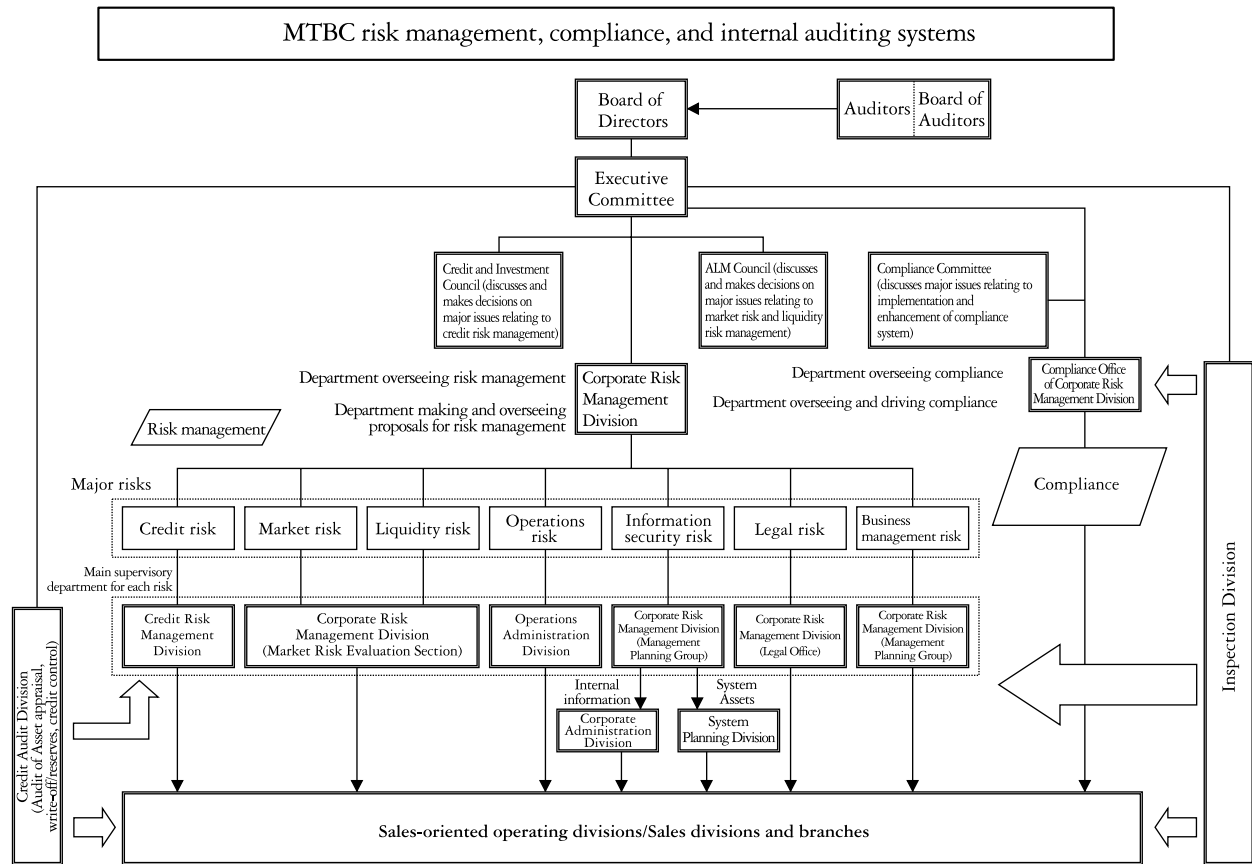 MTBC risk management, compliance, and internal auditing systems
Board of
Directors
Auditors
Board of
Auditors
Executive
Committee
Credit and Investment
Council (discusses and
makes decisions on
major issues relating to
credit risk management)
ALM Council (discusses
and makes decisions on
major issues relating to
market risk and liquidity
risk management)
Compliance Committee
(discusses major issues relating to
implementation and
enhancement of compliance
system)
Department overseeing risk management
Department making and overseeing
proposals for risk management
Corporate Risk
Management
Division
Department overseeing compliance
Department overseeing and driving compliance
Compliance Office
of Corporate Risk
Management Division
Risk management
Compliance
Major risks
Credit risk
Market risk
Liquidity risk
Operations
risk
Information
security risk
Legal risk
Business
management risk
Main supervisory
department for each risk
Credit Risk
Management
Division
Corporate Risk
Management Division
(Market Risk Evaluation Section)
Operations
Administration
Division
Corporate Risk
Management Division
(Management
Planning Group)
Corporate Risk
Management Division
(Legal Office)
Corporate Risk
Management Division
(Management
Planning Group)
Internal
information
System
Assets
Corporate
Administration
Division
System
Planning Division
Credit Audit Division
(Audit of Asset appraisal,
write-off/reserves, credit control)
Inspection Division
Sales-oriented operating divisions/Sales divisions and branches